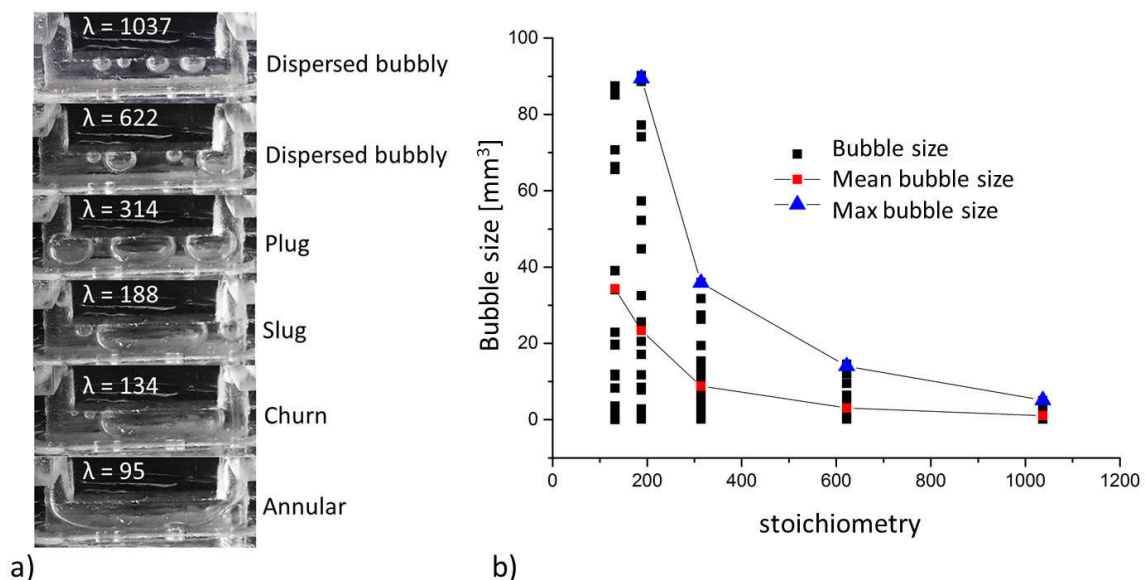 λ = 1037
Dispersed bubbly
λ = 622
Dispersed bubbly
λ = 314
Plug
λ = 188
Slug
λ = 134
Churn
λ = 95
Annular
a)
100
80
60
40
20
0
Bubble size [mm³]
Bubble size
Mean bubble size
Max bubble size
0 200 400 600 800 1000 1200
stoichiometry
b)